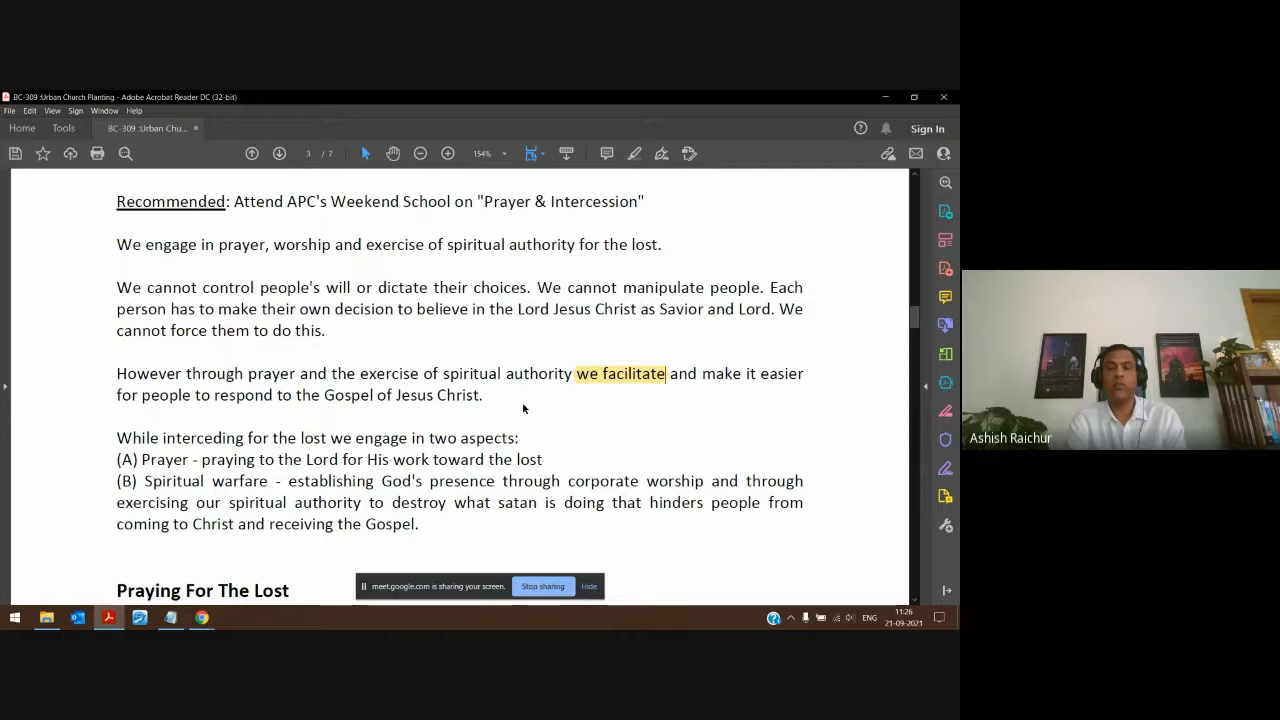 BC-309 :Urban Church Planting - Adobe Acrobat Reader DC (32-bit)
File Edit View Sign Window Help
Home Tools BC-309 :Urban Chu... × Sign In
3 / 7 154%
Recommended: Attend APC's Weekend School on "Prayer & Intercession"
We engage in prayer, worship and exercise of spiritual authority for the lost.
We cannot control people's will or dictate their choices. We cannot manipulate people. Each
person has to make their own decision to believe in the Lord Jesus Christ as Savior and Lord. We
cannot force them to do this.
However through prayer and the exercise of spiritual authority we facilitate and make it easier
for people to respond to the Gospel of Jesus Christ.
While interceding for the lost we engage in two aspects:
(A) Prayer - praying to the Lord for His work toward the lost
(B) Spiritual warfare - establishing God's presence through corporate worship and through
exercising our spiritual authority to destroy what satan is doing that hinders people from
coming to Christ and receiving the Gospel.
Praying For The Lost
meet.google.com is sharing your screen. Stop sharing Hide
ENG
11:26
21-09-2021
Ashish Raichur